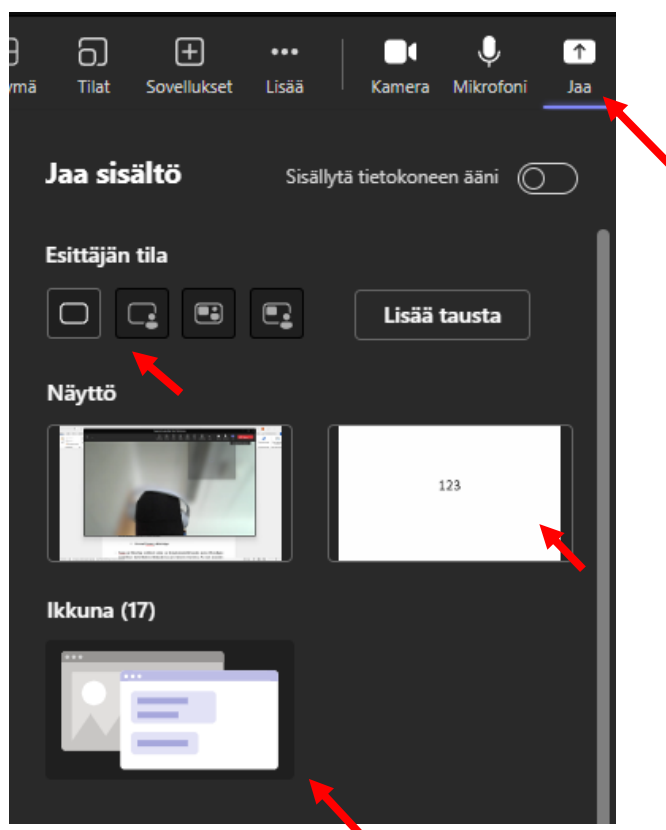 ymä Tilat Sovellukset Lisää Kamera Mikrofoni Jaa
Jaa sisältö Sisällytä tietokoneen ääni
Esittäjän tila
Lisää tausta
Näyttö
123
Ikkuna (17)